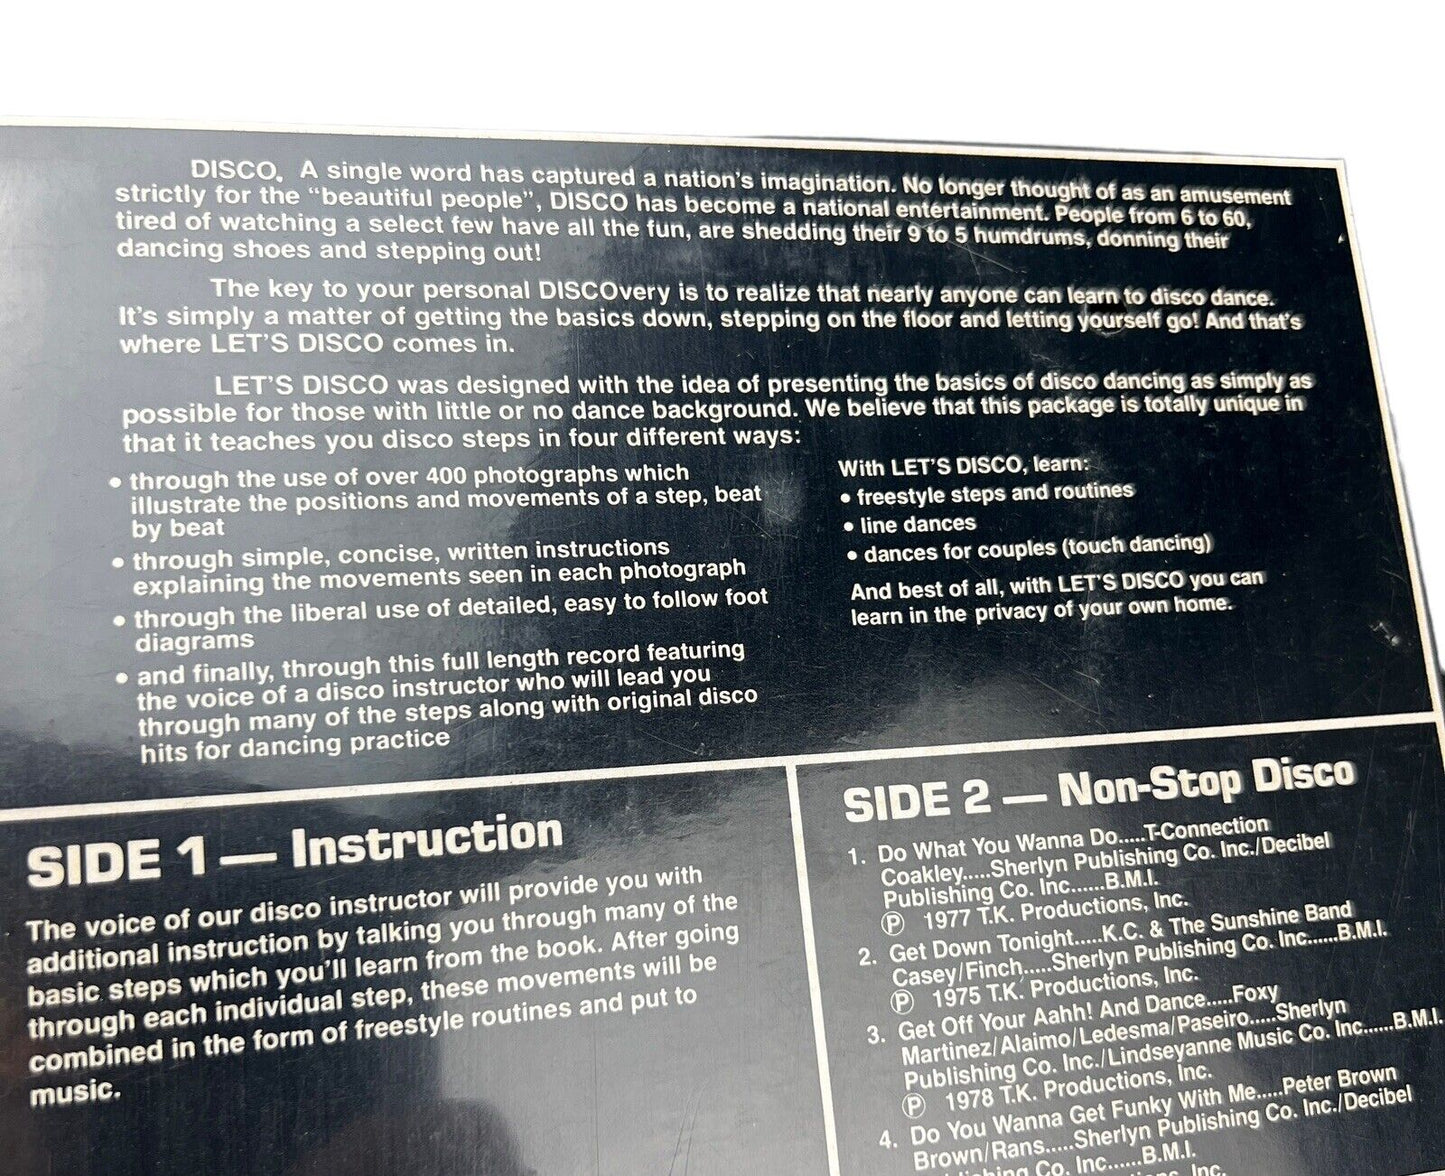 DISCO. A single word has captured a nation's imagination. No longer thought of as an amusement
strictly for the "beautiful people", DISCO has become a national entertainment. People from 6 to 60,
tired of watching a select few have all the fun, are shedding their 9 to 5 humdrums, donning their
dancing shoes and stepping out!
The key to your personal DISCOvery is to realize that nearly anyone can learn to disco dance.
It's simply a matter of getting the basics down, stepping on the floor and letting yourself go! And that's
where LET'S DISCO comes in.
LET'S DISCO was designed with the idea of presenting the basics of disco dancing as simply as
possible for those with little or no dance background. We believe that this package is totally unique in
that it teaches you disco steps in four different ways:
• through the use of over 400 photographs which
illustrate the positions and movements of a step, beat
by beat
• through simple, concise, written instructions
explaining the movements seen in each photograph
• through the liberal use of detailed, easy to follow foot
diagrams
• and finally, through this full length record featuring
the voice of a disco instructor who will lead you
through many of the steps along with original disco
hits for dancing practice
With LET'S DISCO, learn:
• freestyle steps and routines
• line dances
• dances for couples (touch dancing)
And best of all, with LET'S DISCO you can
learn in the privacy of your own home.
SIDE 1 — Instruction
The voice of our disco instructor will provide you with
additional instruction by talking you through many of the
basic steps which you'll learn from the book. After going
through each individual step, these movements will be
combined in the form of freestyle routines and put to
music.
SIDE 2 — Non-Stop Disco
1. Do What You Wanna Do.....T-Connection
Coakley.....Sherlyn Publishing Co. Inc./Decibel
Publishing Co. Inc......B.M.I.
Ⓟ 1977 T.K. Productions, Inc.
2. Get Down Tonight.....K.C. & The Sunshine Band
Casey/Finch.....Sherlyn Publishing Co. Inc......B.M.I.
Ⓟ 1975 T.K. Productions, Inc.
3. Get Off Your Aahh! And Dance.....Foxy
Martinez/Alaimo/Ledesma/Paseiro.....Sherlyn
Publishing Co. Inc./Lindseyanne Music Co. Inc......B.M.I.
Ⓟ 1978 T.K. Productions, Inc.
4. Do You Wanna Get Funky With Me.....Peter Brown
Brown/Rans.....Sherlyn Publishing Co. Inc./Decibel
Co. Inc......B.M.I.
Inc.